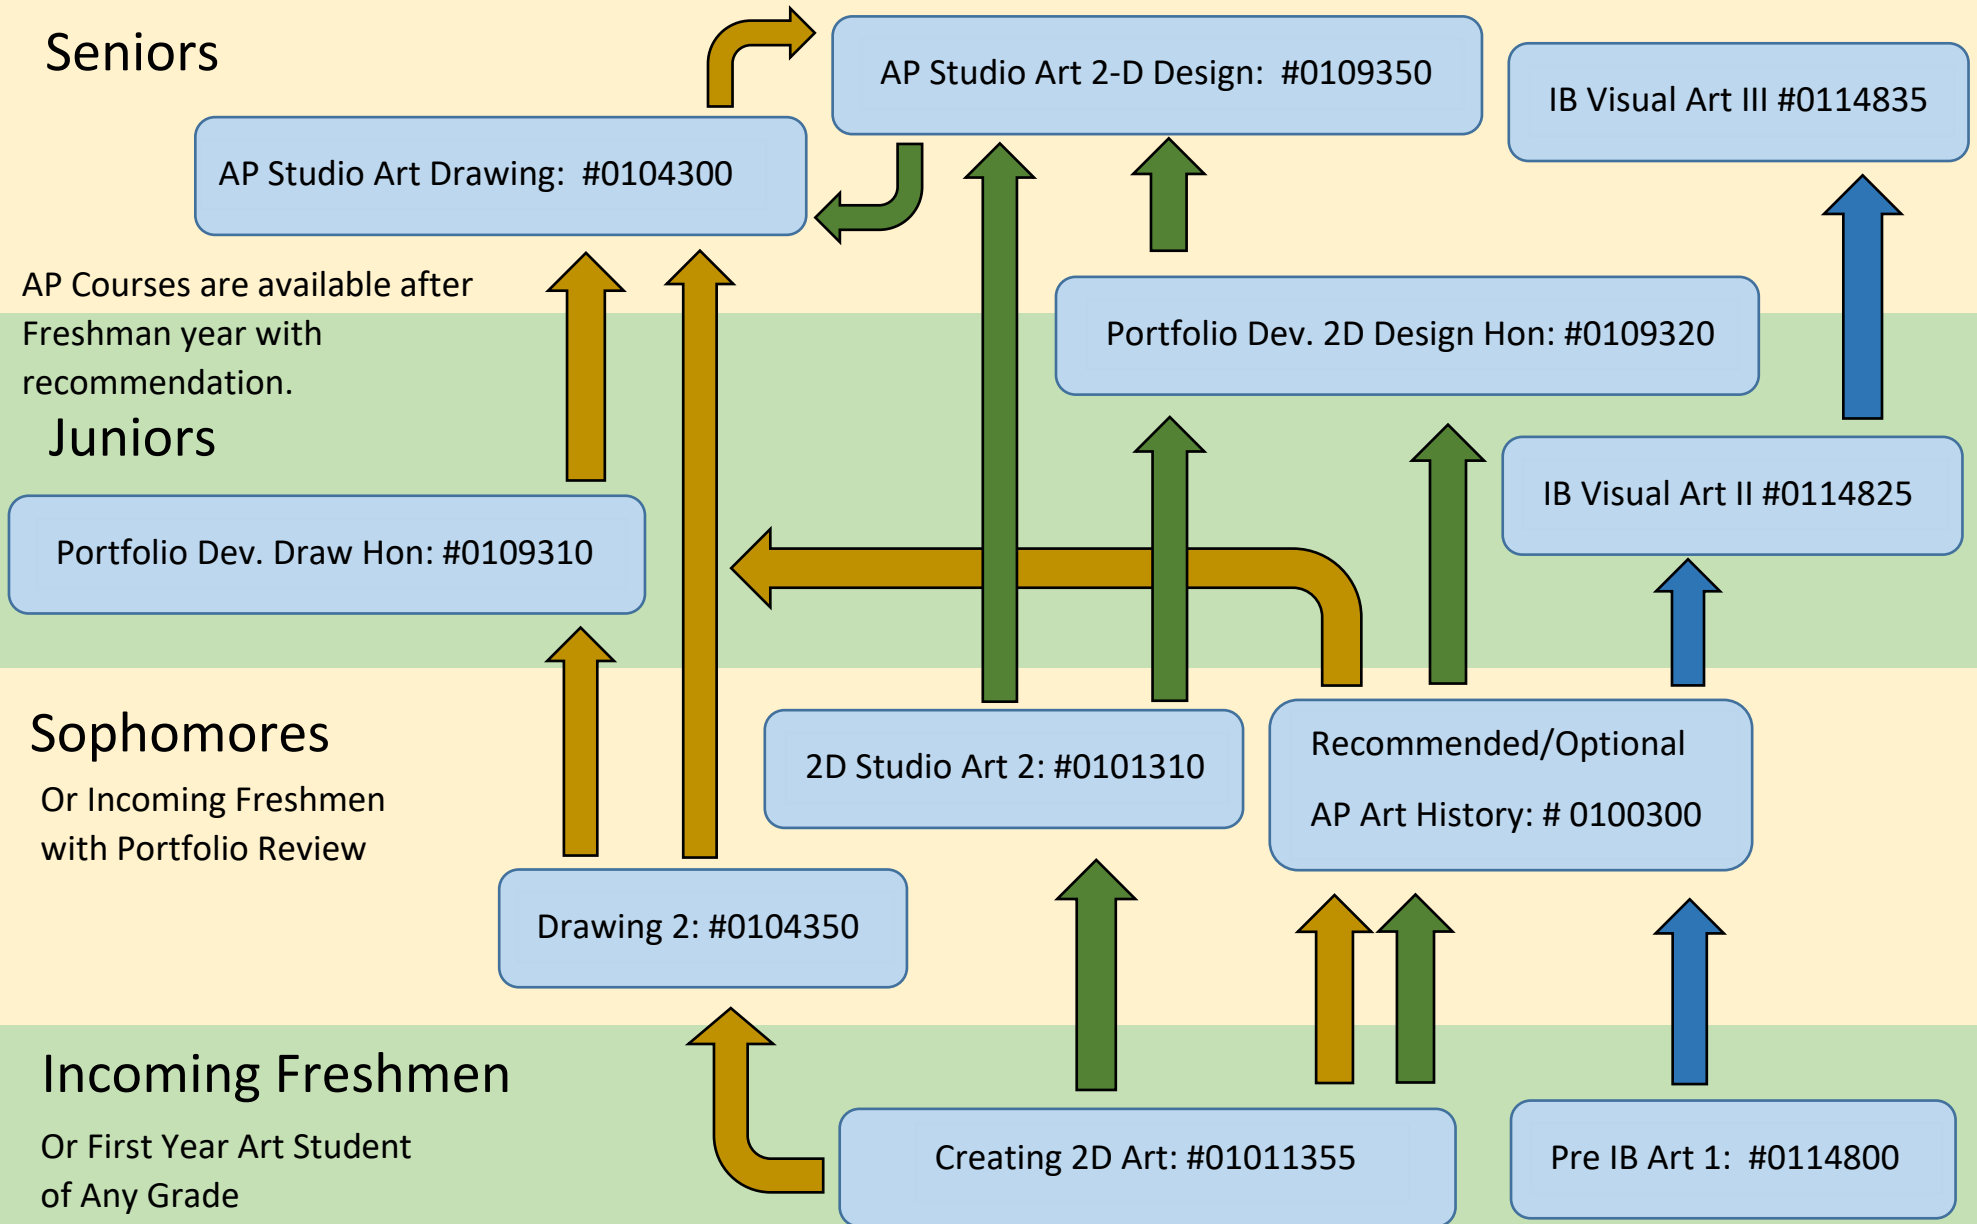 Seniors
AP Studio Art 2-D Design:  #0109350
IB Visual Art III #0114835
AP Studio Art Drawing:  #0104300
AP Courses are available after
Freshman year with
recommendation.
Portfolio Dev. 2D Design Hon: #0109320
Juniors
IB Visual Art II #0114825
Portfolio Dev. Draw Hon: #0109310
Sophomores
Or Incoming Freshmen
with Portfolio Review
2D Studio Art 2: #0101310
Recommended/Optional
AP Art History: # 0100300
Drawing 2: #0104350
Incoming Freshmen
Or First Year Art Student
of Any Grade
Creating 2D Art: #01011355
Pre IB Art 1:  #0114800